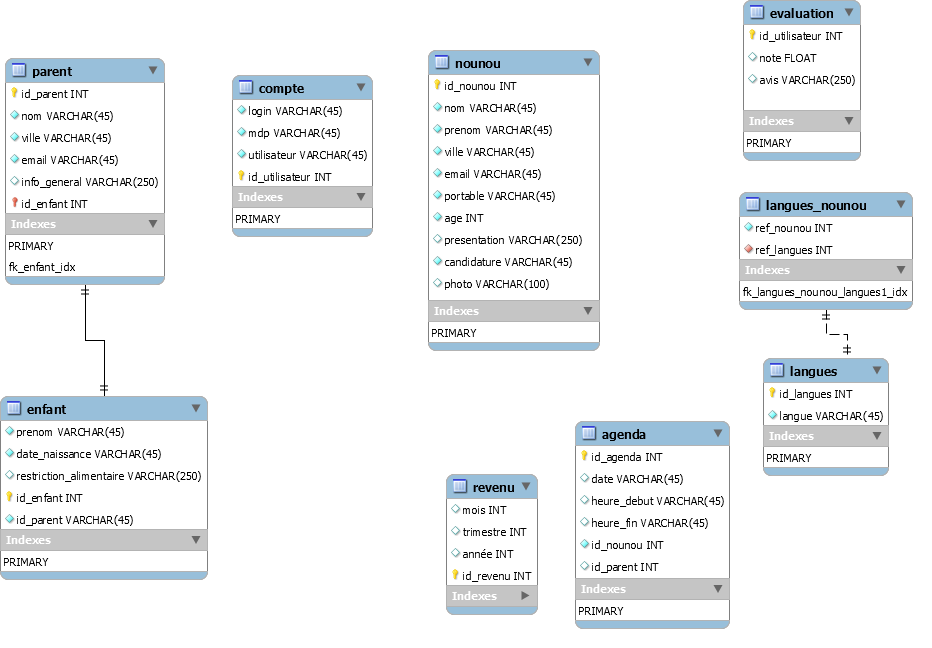 parent
id_parent INT
nom VARCHAR(45)
ville VARCHAR(45)
email VARCHAR(45)
info_general VARCHAR(250)
id_enfant INT
Indexes
PRIMARY
fk_enfant_idx
enfant
prenom VARCHAR(45)
date_naissance VARCHAR(45)
restriction_alimentaire VARCHAR(250)
id_enfant INT
id_parent VARCHAR(45)
Indexes
PRIMARY
compte
login VARCHAR(45)
mdp VARCHAR(45)
utilisateur VARCHAR(45)
id_utilisateur INT
Indexes
PRIMARY
nounou
id_nounou INT
nom VARCHAR(45)
prenom VARCHAR(45)
ville VARCHAR(45)
email VARCHAR(45)
portable VARCHAR(45)
age INT
presentation VARCHAR(250)
candidature VARCHAR(45)
photo VARCHAR(100)
Indexes
PRIMARY
revenu
mois INT
trimestre INT
année INT
id_revenu INT
Indexes
agenda
id_agenda INT
date VARCHAR(45)
heure_debut VARCHAR(45)
heure_fin VARCHAR(45)
id_nounou INT
id_parent INT
Indexes
PRIMARY
evaluation
id_utilisateur INT
note FLOAT
avis VARCHAR(250)
Indexes
PRIMARY
langues_nounou
ref_nounou INT
ref_langues INT
Indexes
fk_langues_nounou_langues1_idx
langues
id_langues INT
langue VARCHAR(45)
Indexes
PRIMARY